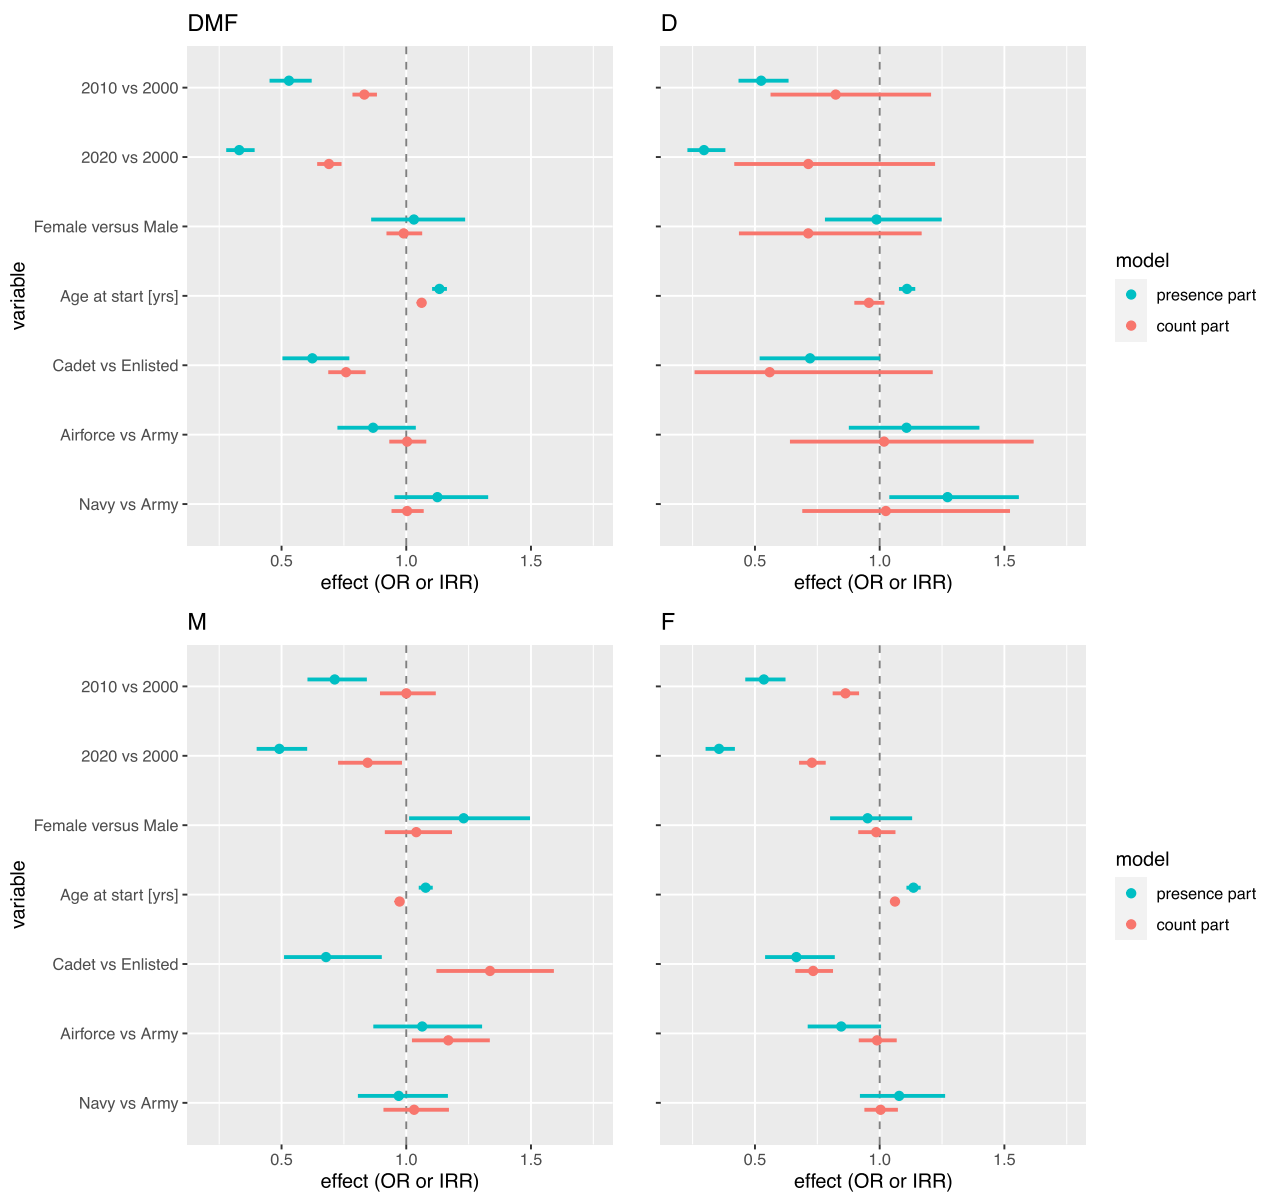 DMF
D
variable
2010 vs 2000
2020 vs 2000
Female versus Male
Age at start [yrs]
Cadet vs Enlisted
Airforce vs Army
Navy vs Army
0.5 1.0 1.5
effect (OR or IRR)
0.5 1.0 1.5
effect (OR or IRR)
model
presence part
count part
M
F
variable
2010 vs 2000
2020 vs 2000
Female versus Male
Age at start [yrs]
Cadet vs Enlisted
Airforce vs Army
Navy vs Army
0.5 1.0 1.5
effect (OR or IRR)
0.5 1.0 1.5
effect (OR or IRR)
model
presence part
count part